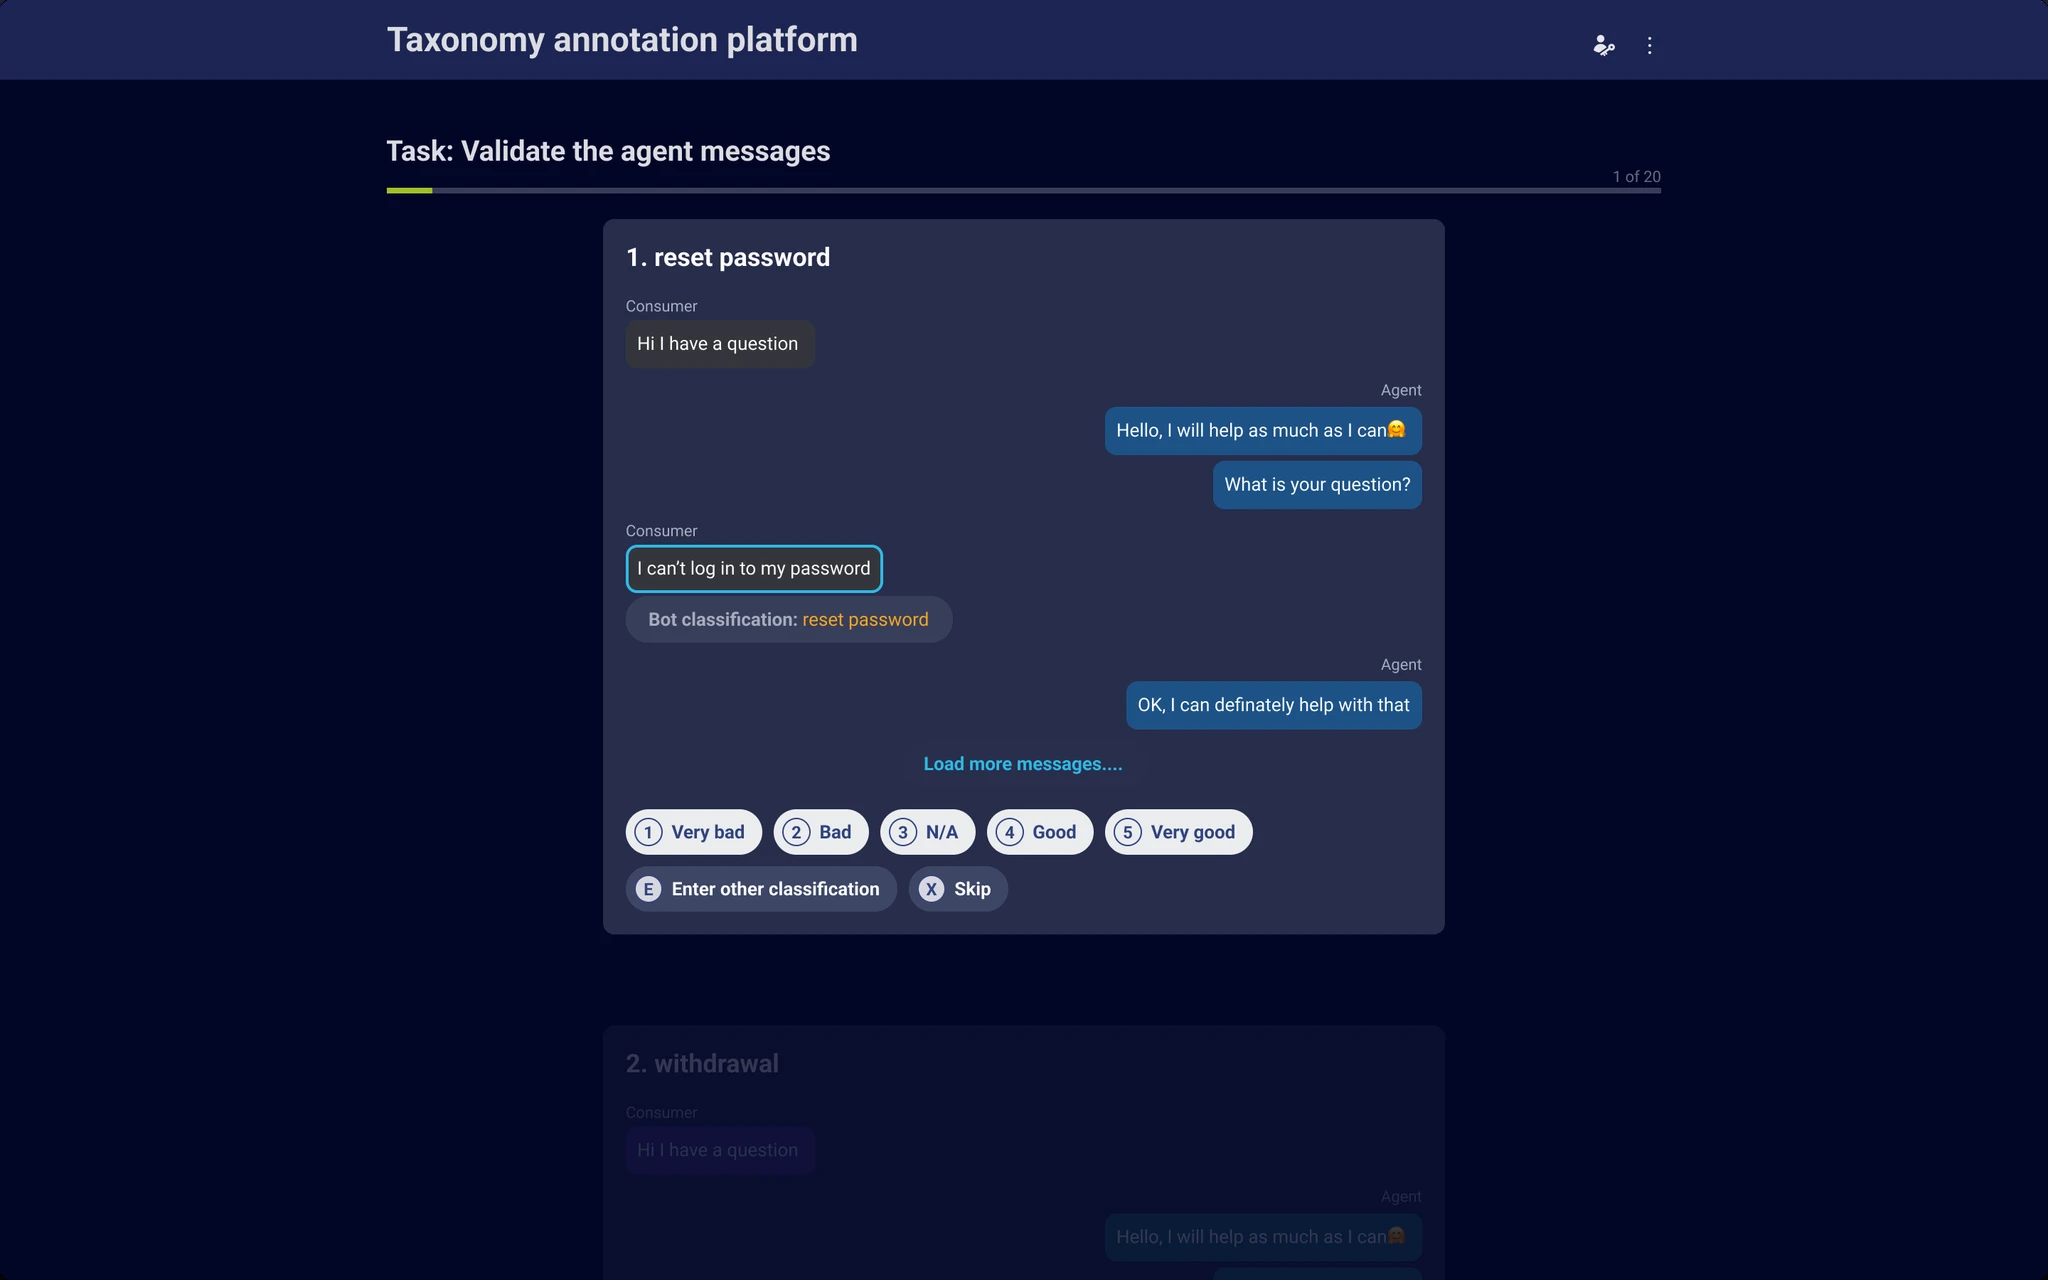 Taxonomy annotation platform
Task: Validate the agent messages
1 of 20
1. reset password
Consumer
Hi I have a question
Agent
Hello, I will help as much as I can🤗
What is your question?
Consumer
I can’t log in to my password
Bot classification: reset password
Agent
OK, I can definately help with that
Load more messages....
1 Very bad
2 Bad
3 N/A
4 Good
5 Very good
E Enter other classification
X Skip
2. withdrawal
Consumer
Hi I have a question
Agent
Hello, I will help as much as I can🤗